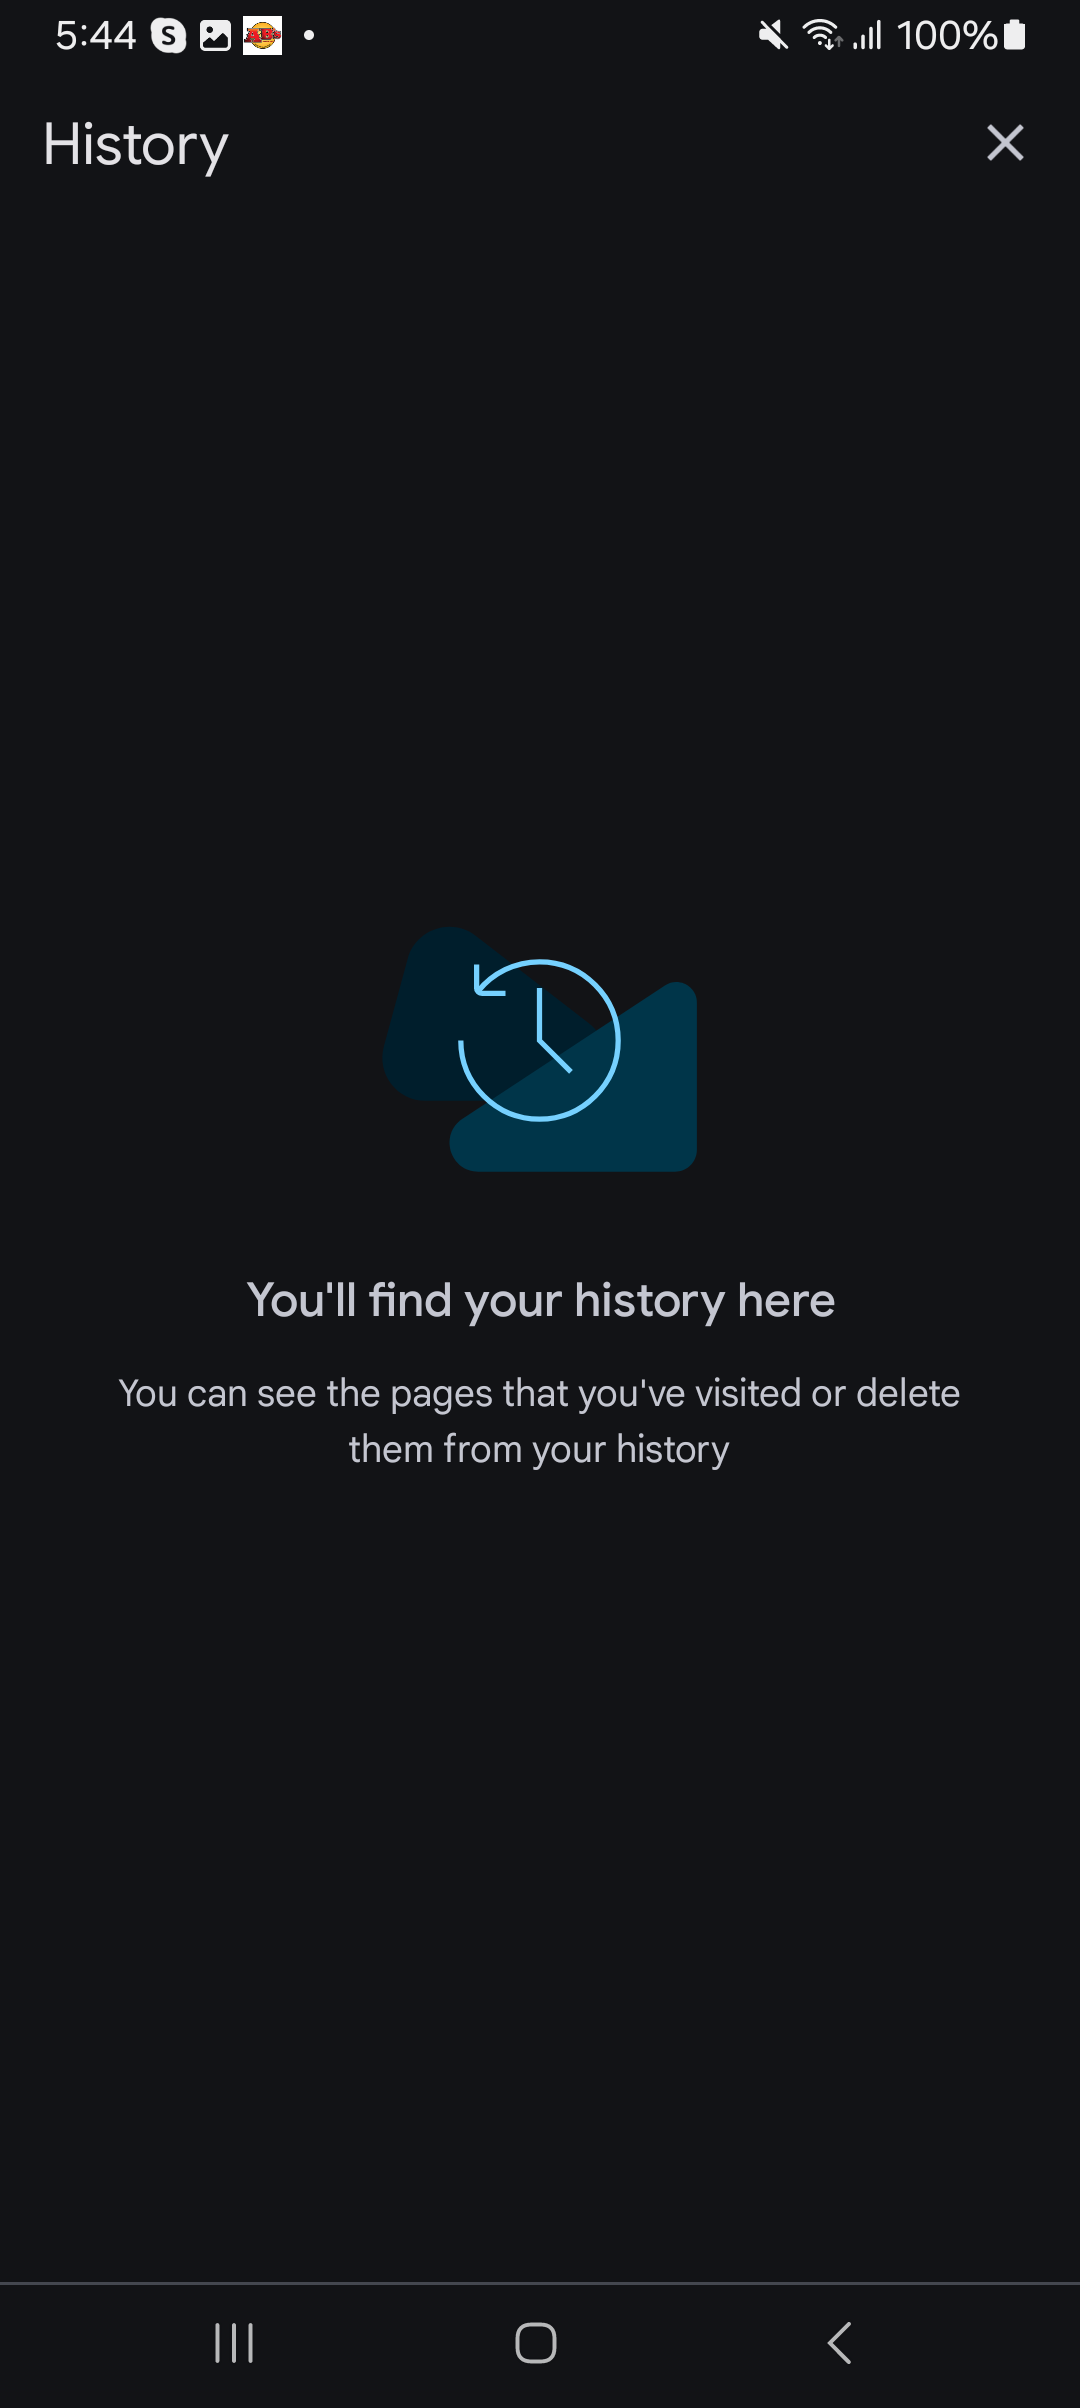 5:44 S AB's 100%
History
You'll find your history here
You can see the pages that you've visited or delete
them from your history